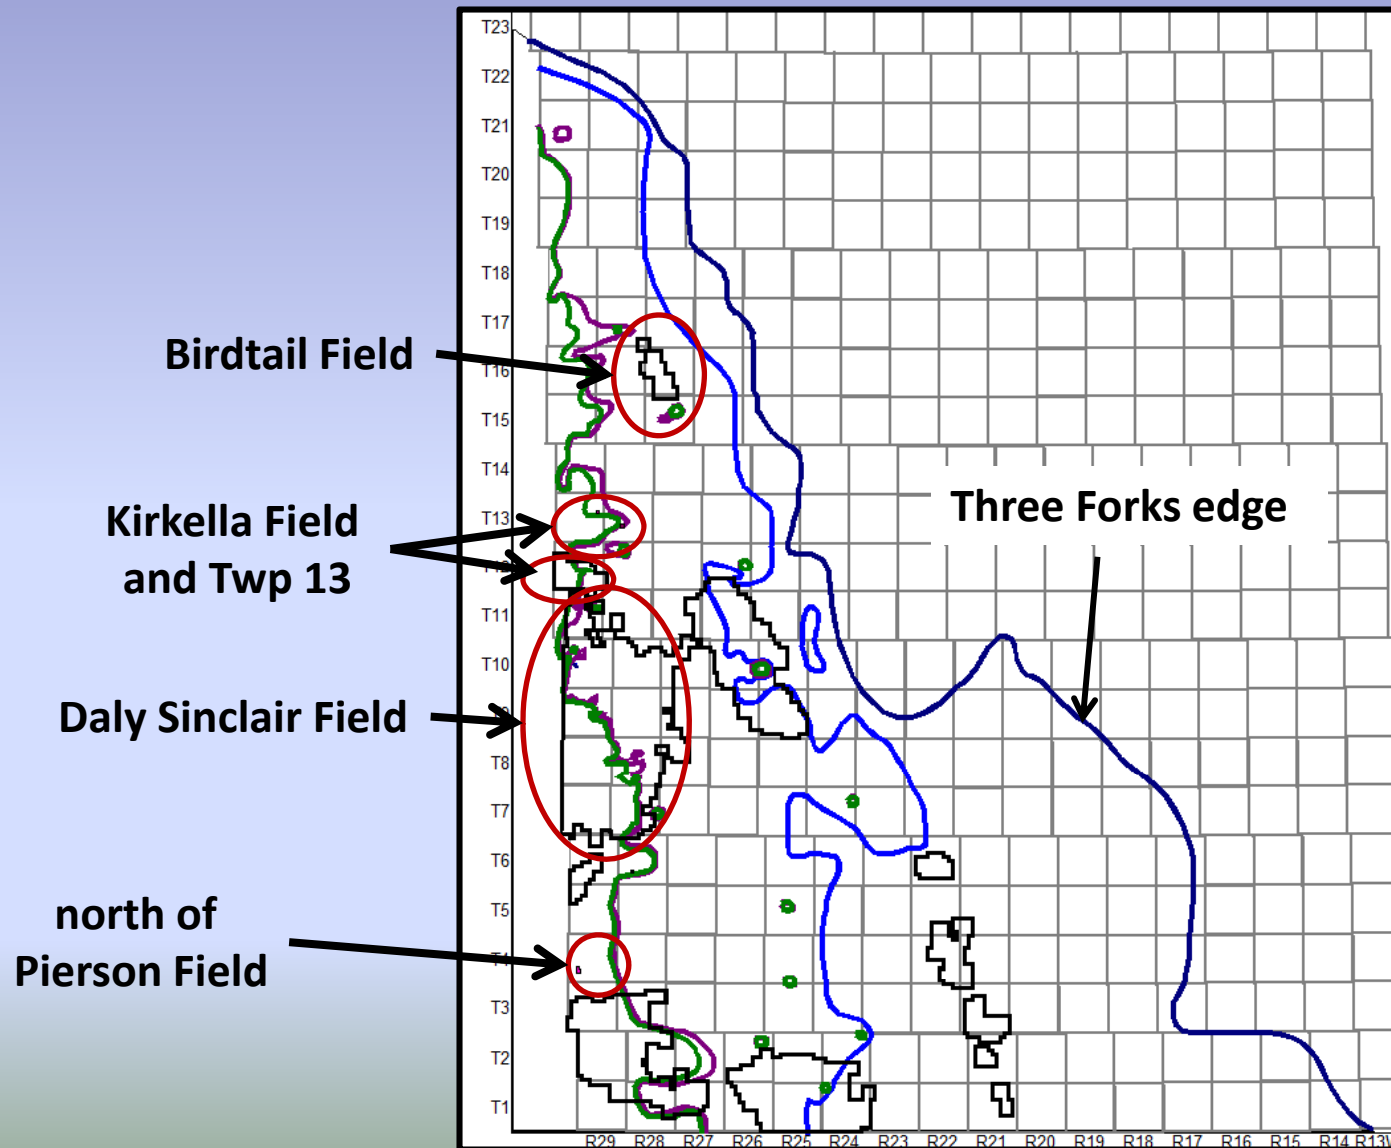 T23
T22
T21
T20
T19
T18
T17
Birdtail Field
T16
T15
T14
Three Forks edge
Kirkella Field
and Twp 13
T13
T11
T10
Daly Sinclair Field
T8
T7
T6
T5
north of
Pierson Field
T4
T3
T2
T1
R29 R28 R27 R26 R25 R24 R23 R22 R21 R20 R19 R18 R17 R16 R15 R14 R13W